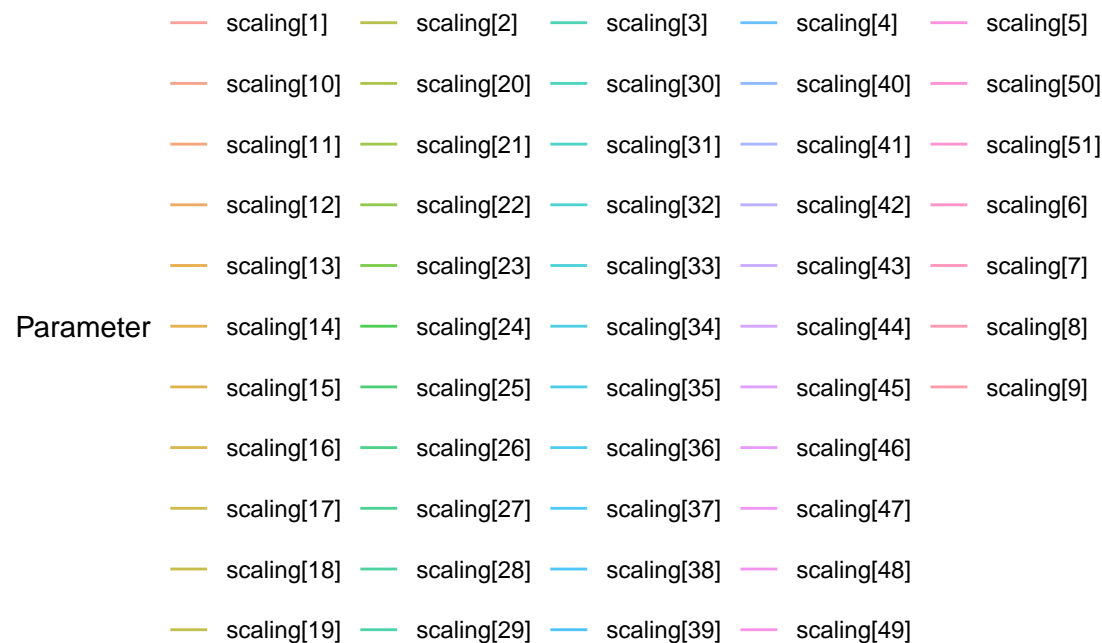 scaling[1] scaling[2] scaling[3] scaling[4] scaling[5]
scaling[10] scaling[20] scaling[30] scaling[40] scaling[50]
scaling[11] scaling[21] scaling[31] scaling[41] scaling[51]
scaling[12] scaling[22] scaling[32] scaling[42] scaling[6]
scaling[13] scaling[23] scaling[33] scaling[43] scaling[7]
Parameter scaling[14] scaling[24] scaling[34] scaling[44] scaling[8]
scaling[15] scaling[25] scaling[35] scaling[45] scaling[9]
scaling[16] scaling[26] scaling[36] scaling[46]
scaling[17] scaling[27] scaling[37] scaling[47]
scaling[18] scaling[28] scaling[38] scaling[48]
scaling[19] scaling[29] scaling[39] scaling[49]